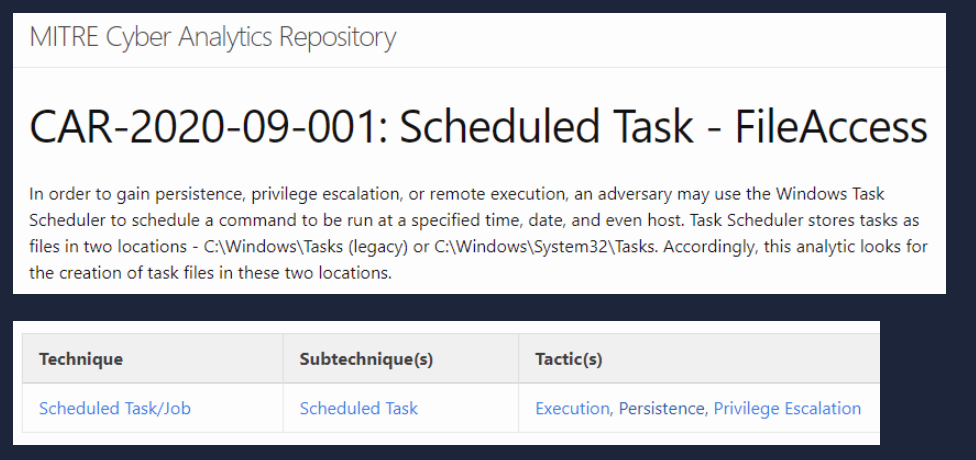 MITRE Cyber Analytics Repository
CAR-2020-09-001: Scheduled Task - FileAccess
In order to gain persistence, privilege escalation, or remote execution, an adversary may use the Windows Task
Scheduler to schedule a command to be run at a specified time, date, and even host. Task Scheduler stores tasks as
files in two locations - C:\Windows\Tasks (legacy) or C:\Windows\System32\Tasks. Accordingly, this analytic looks for
the creation of task files in these two locations.
Technique Subtechnique(s) Tactic(s)
Scheduled Task/Job Scheduled Task Execution, Persistence, Privilege Escalation